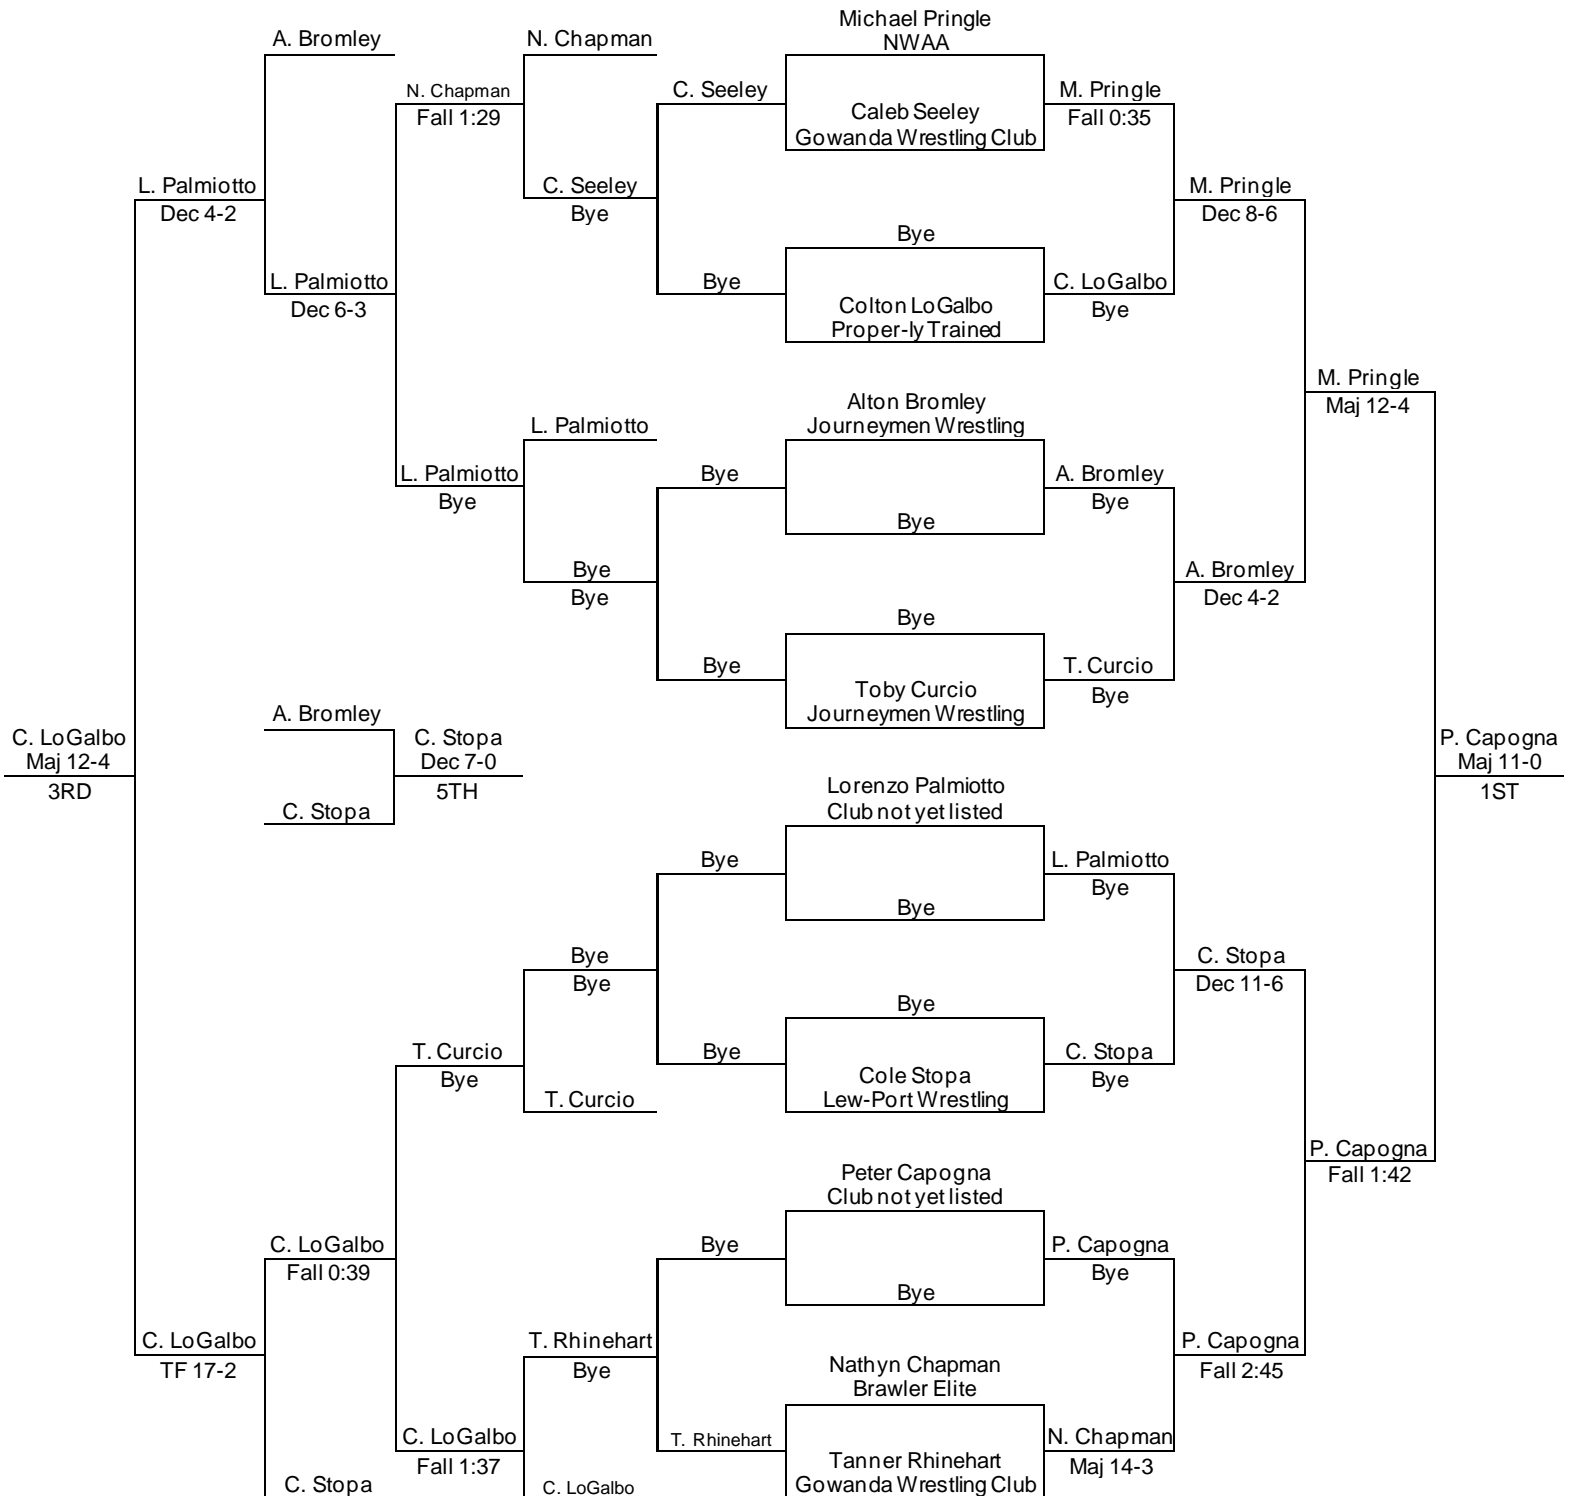 Michael Pringle
NWAA
A. Bromley
N. Chapman
N. Chapman
Fall 1:29
C. Seeley
Caleb Seeley
Gowanda Wrestling Club
M. Pringle
Fall 0:35
L. Palmiotto
Dec 4-2
C. Seeley
Bye
M. Pringle
Dec 8-6
Bye
L. Palmiotto
Dec 6-3
Bye
Colton LoGalbo
Proper-ly Trained
C. LoGalbo
Bye
M. Pringle
Maj 12-4
Alton Bromley
Journeymen Wrestling
L. Palmiotto
L. Palmiotto
Bye
Bye
Bye
A. Bromley
Bye
Bye
Bye
A. Bromley
Dec 4-2
Bye
Bye
Toby Curcio
Journeymen Wrestling
T. Curcio
Bye
A. Bromley
C. LoGalbo
Maj 12-4
3RD
C. Stopa
Dec 7-0
5TH
C. Stopa
P. Capogna
Maj 11-0
1ST
Lorenzo Palmiotto
Club not yet listed
Bye
Bye
L. Palmiotto
Bye
Bye
Bye
C. Stopa
Dec 11-6
Bye
T. Curcio
Bye
Bye
Cole Stopa
Lew-Port Wrestling
C. Stopa
Bye
T. Curcio
P. Capogna
Fall 1:42
Peter Capogna
Club not yet listed
C. LoGalbo
Fall 0:39
Bye
Bye
P. Capogna
Bye
C. LoGalbo
TF 17-2
T. Rhinehart
Bye
P. Capogna
Fall 2:45
Nathyn Chapman
Brawler Elite
C. LoGalbo
Fall 1:37
T. Rhinehart
Tanner Rhinehart
Gowanda Wrestling Club
N. Chapman
Maj 14-3
C. Stopa
C. LoGalbo